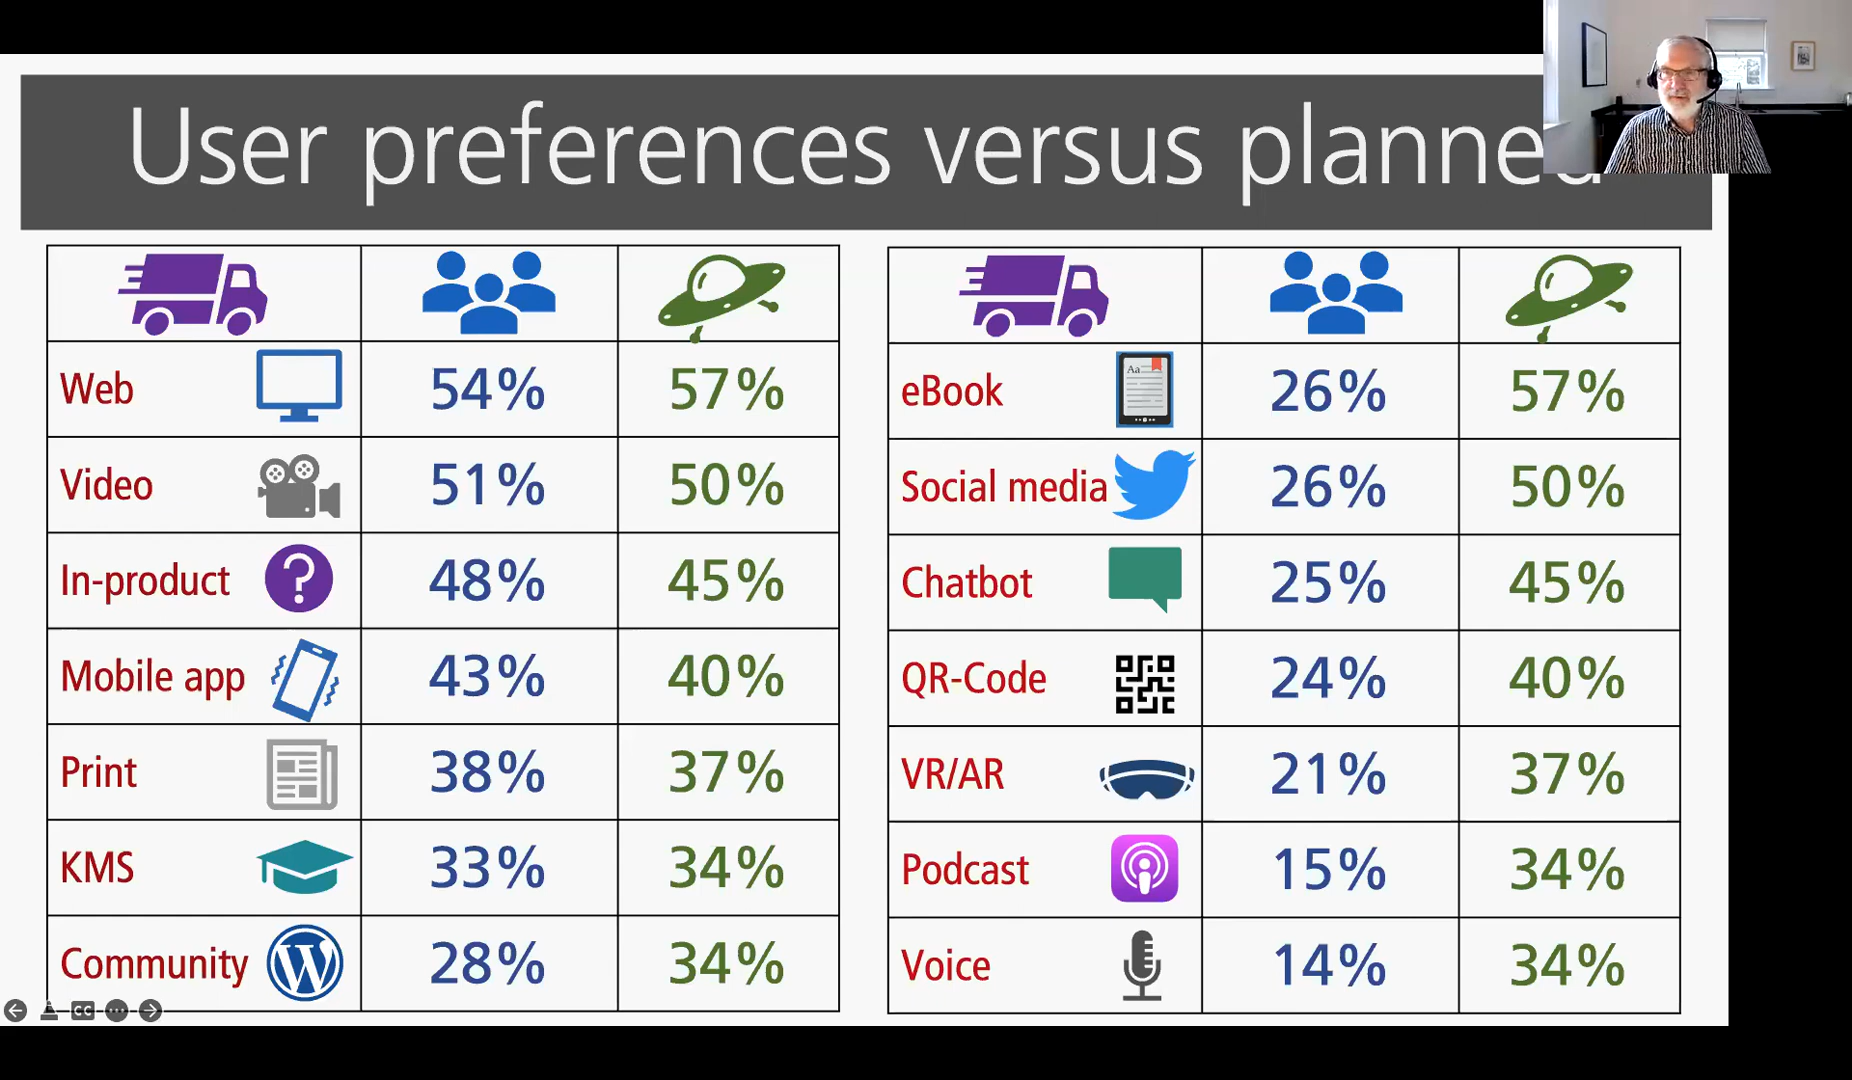 User preferences versus planned
Web 54% 57%
Video 51% 50%
In-product 48% 45%
Mobile app 43% 40%
Print 38% 37%
KMS 33% 34%
Community 28% 34%
eBook Aa 26% 57%
Social media 26% 50%
Chatbot 25% 45%
QR-Code 24% 40%
VR/AR 21% 37%
Podcast 15% 34%
Voice 14% 34%
CC